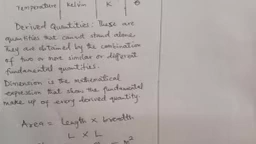 Temperature | Kelvin | K | θ
Derived Quantities: These are
quantities that cannot stand alone.
They are obtained by the combination
of two or more similar or different
fundamental quantities.
Dimension is the mathematical
expression that show the fundamental
make up of every derived quantity.
Area = length x breadth
L x L
= m²